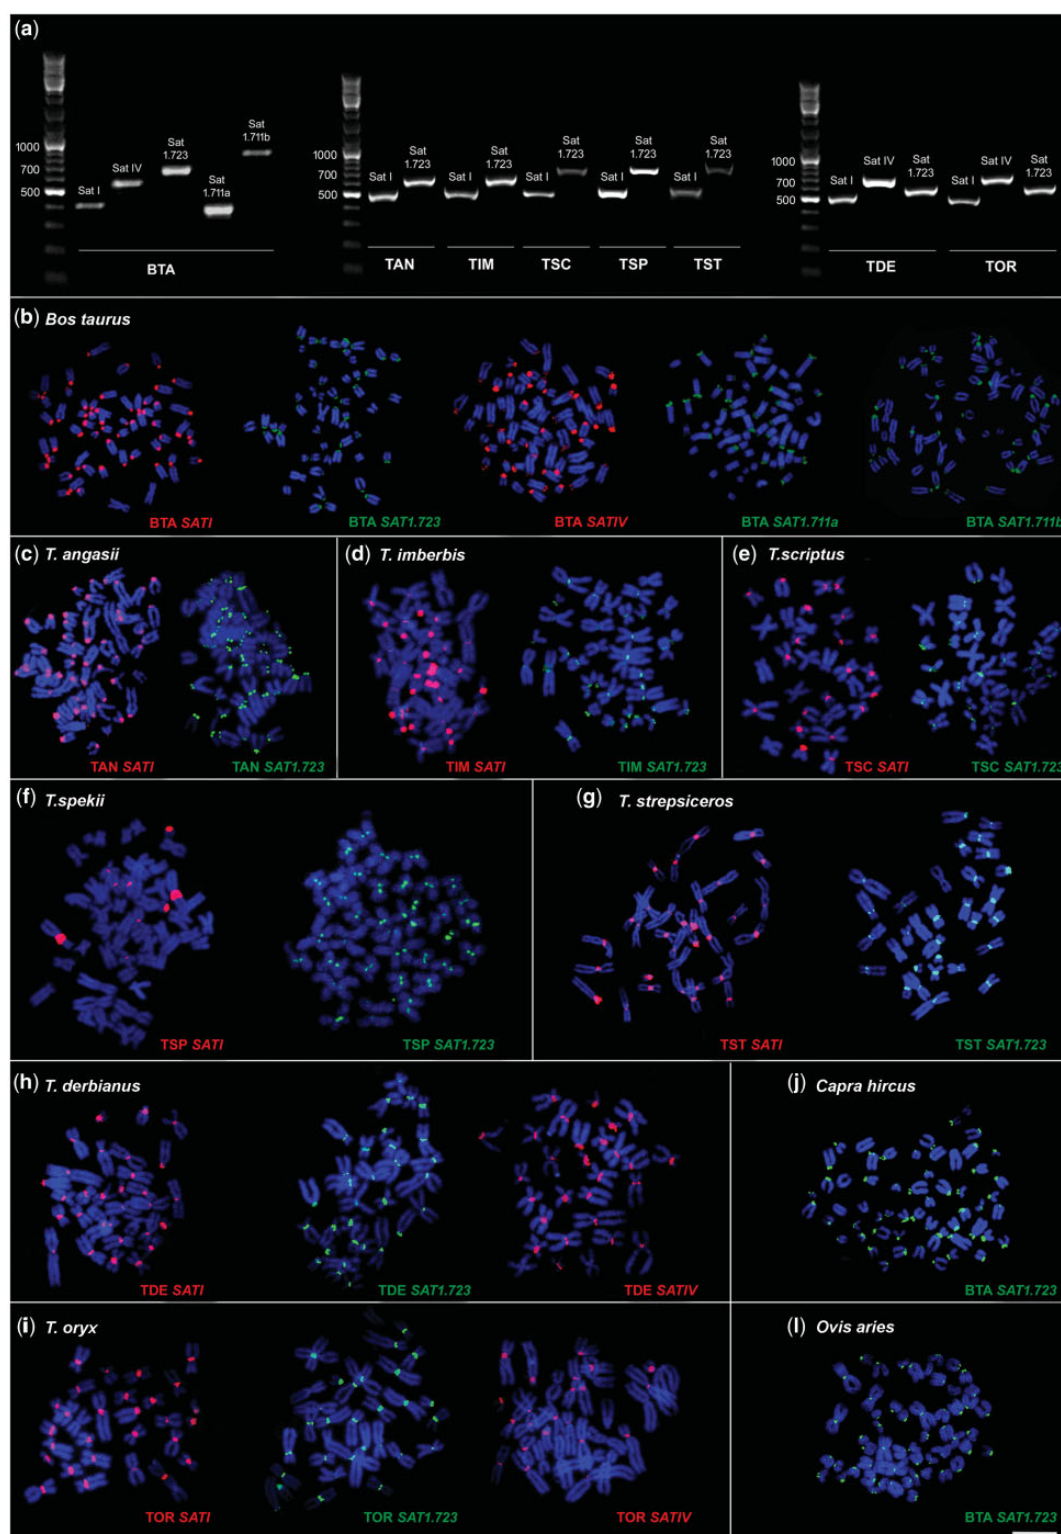 (a)
1000
700
500
Sat I
Sat IV
Sat
1.723
Sat
1.711a
Sat
1.711b
BTA
1000
700
500
Sat I
Sat
1.723
Sat I
Sat
1.723
Sat I
Sat
1.723
Sat I
Sat
1.723
Sat I
Sat
1.723
TAN
TIM
TSC
TSP
TST
1000
700
500
Sat I
Sat IV
Sat
1.723
Sat I
Sat IV
Sat
1.723
TDE
TOR
(b) Bos taurus
BTA SATI
BTA SAT1.723
BTA SATIV
BTA SAT1.711a
BTA SAT1.711b
(c) T. angasii
TAN SATI
TAN SAT1.723
(d) T. imberbis
TIM SATI
TIM SAT1.723
(e) T.scriptus
TSC SATI
TSC SAT1.723
(f) T.spekii
TSP SATI
TSP SAT1.723
(g) T. strepsiceros
TST SATI
TST SAT1.723
(h) T. derbianus
TDE SATI
TDE SAT1.723
TDE SATIV
(j) Capra hircus
BTA SAT1.723
(i) T. oryx
TOR SATI
TOR SAT1.723
TOR SATIV
(l) Ovis aries
BTA SAT1.723